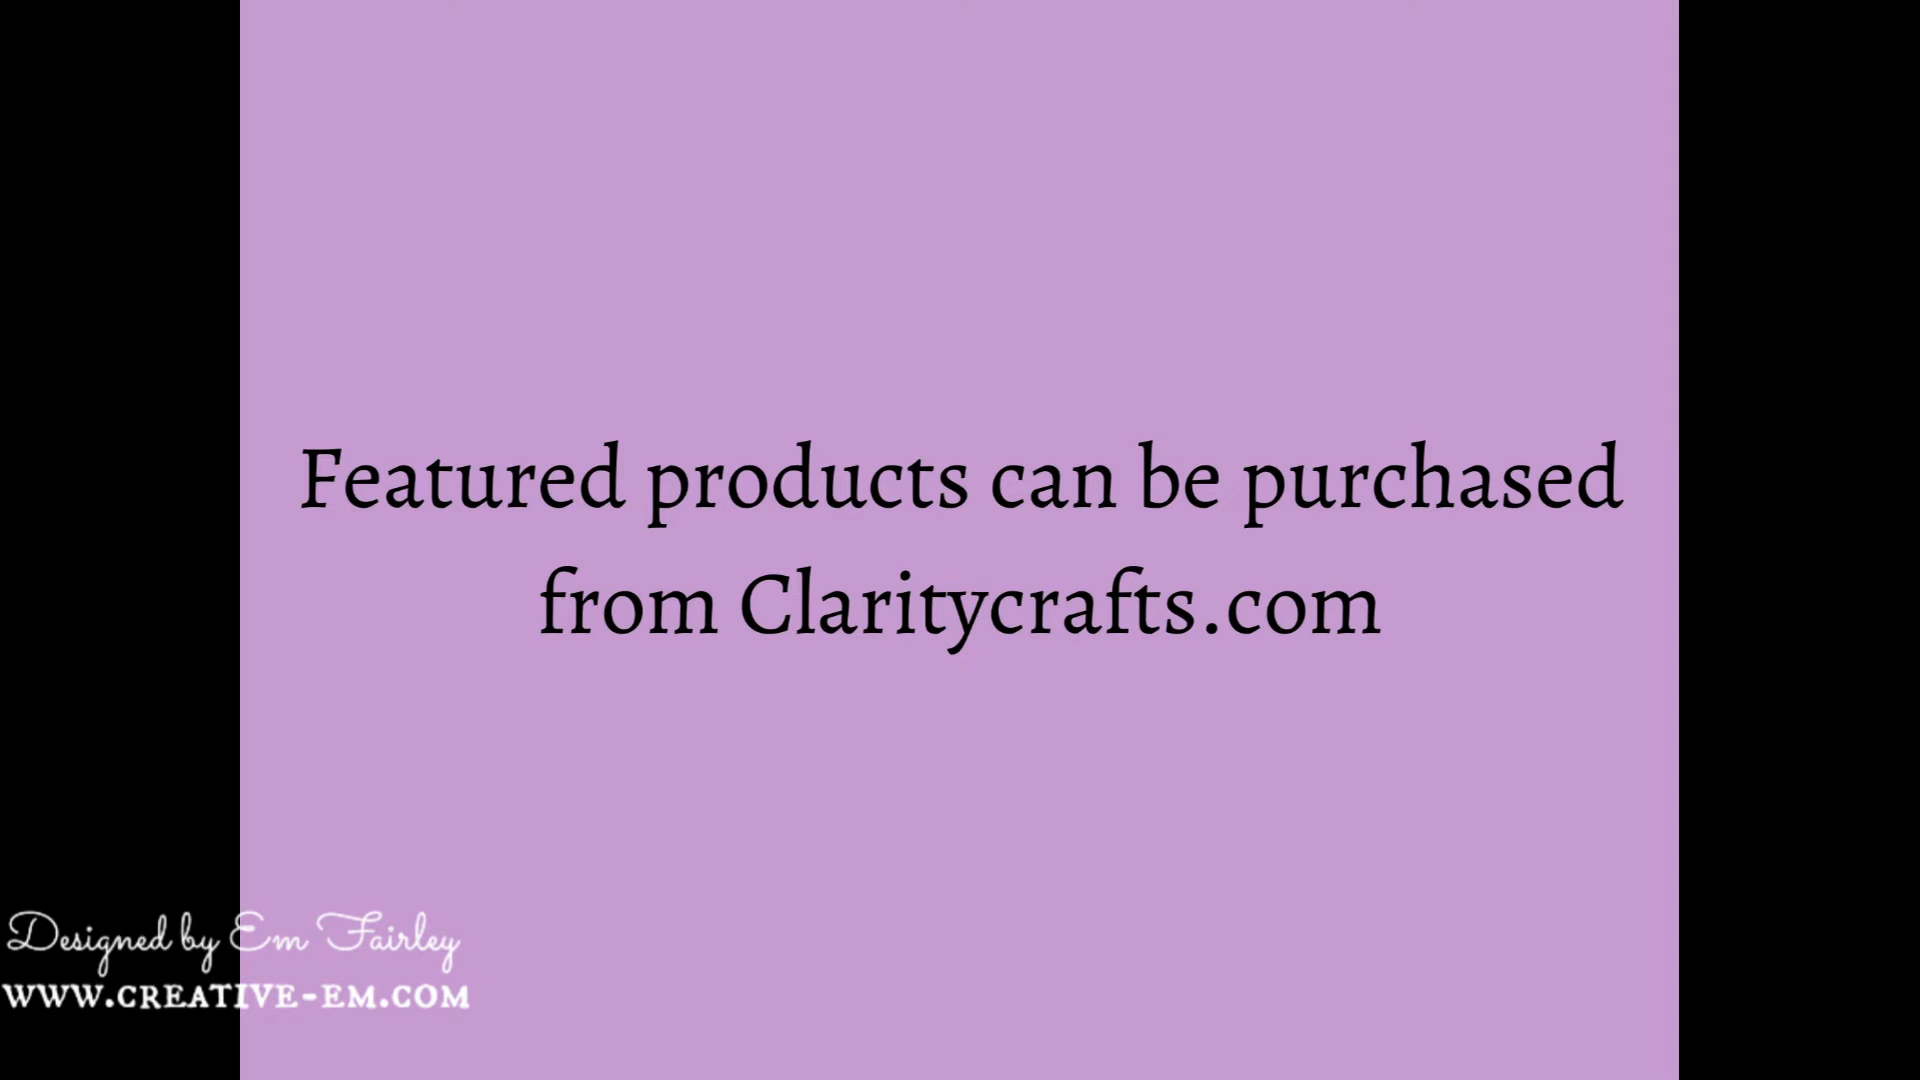 Featured products can be purchased
from Claritycrafts.com
Designed by Em Fairley
WWW.CREATIVE-EM.COM